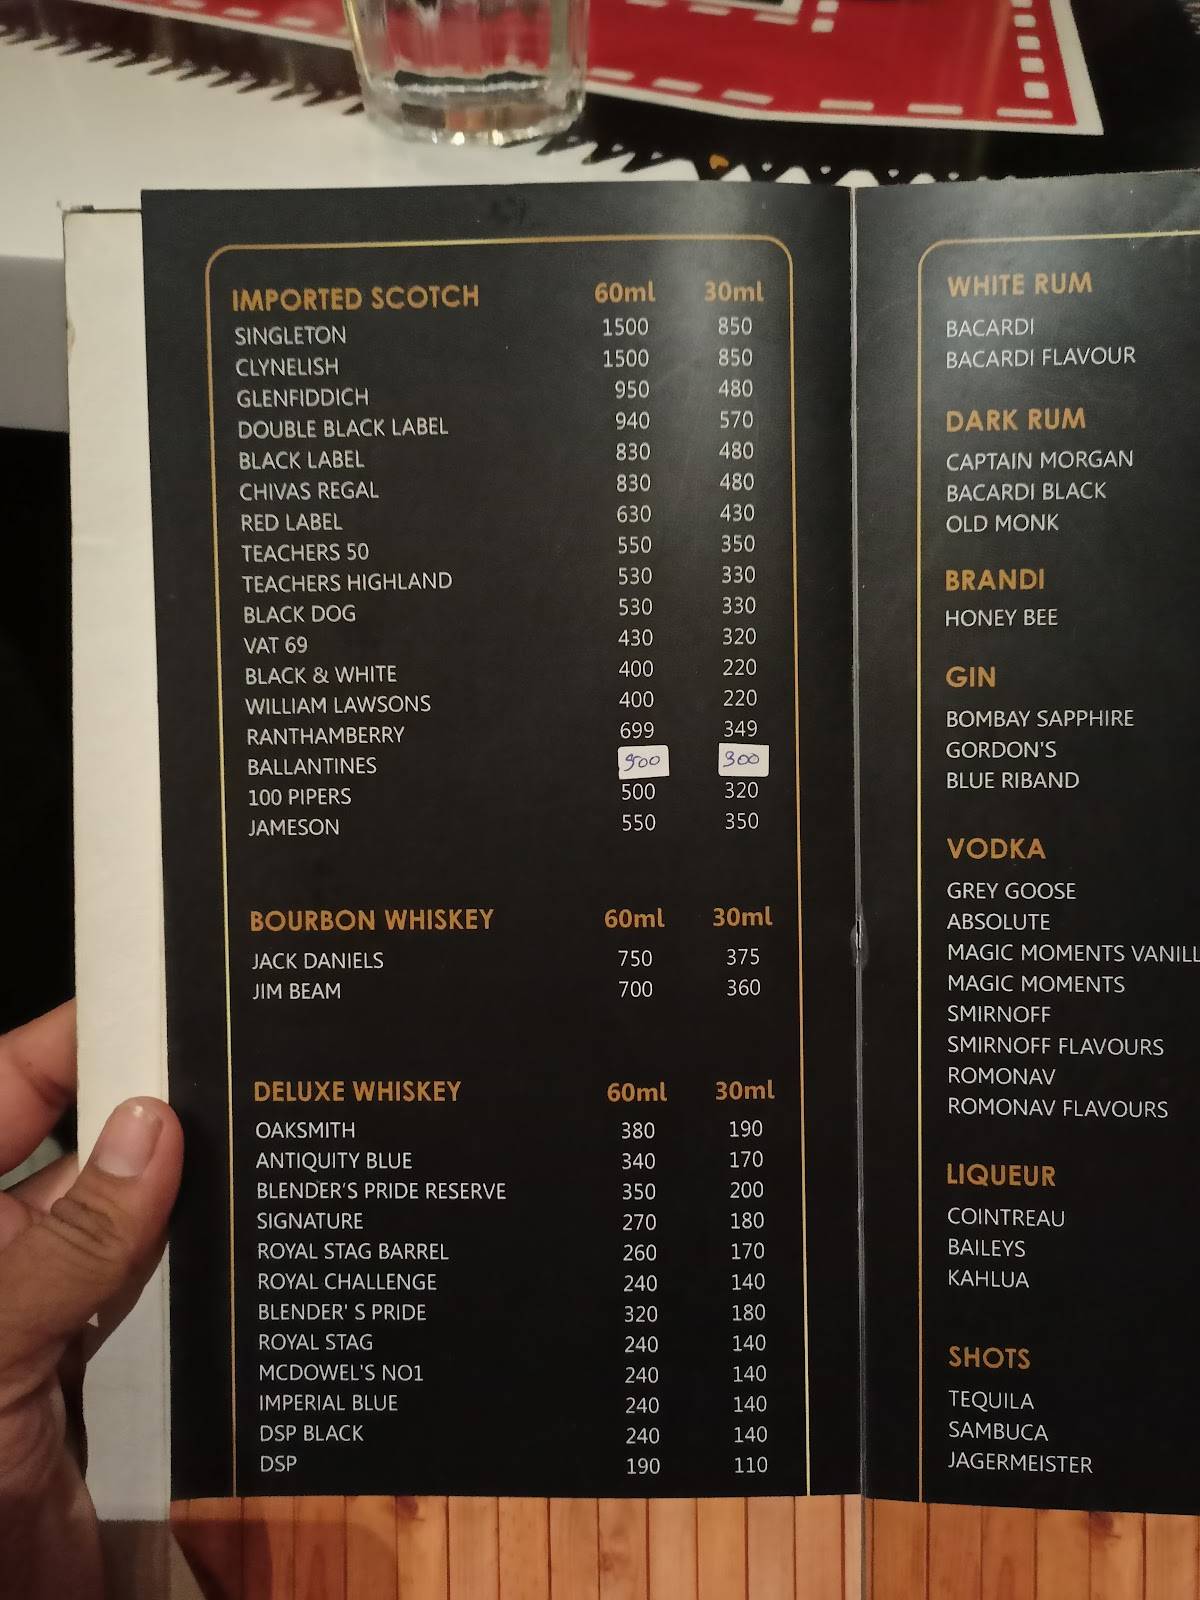 IMPORTED SCOTCH 60ml 30ml
SINGLETON 1500 850
CLYNELISH 1500 850
GLENFIDDICH 950 480
DOUBLE BLACK LABEL 940 570
BLACK LABEL 830 480
CHIVAS REGAL 830 480
RED LABEL 630 430
TEACHERS 50 550 350
TEACHERS HIGHLAND 530 330
BLACK DOG 530 330
VAT 69 430 320
BLACK & WHITE 400 220
WILLIAM LAWSONS 400 220
RANTHAMBERRY 699 349
BALLANTINES 300
100 PIPERS 500 320
JAMESON 550 350
BOURBON WHISKEY 60ml 30ml
JACK DANIELS 750 375
JIM BEAM 700 360
DELUXE WHISKEY 60ml 30ml
OAKSMITH 380 190
ANTIQUITY BLUE 340 170
BLENDER'S PRIDE RESERVE 350 200
SIGNATURE 270 180
ROYAL STAG BARREL 260 170
ROYAL CHALLENGE 240 140
BLENDER' S PRIDE 320 180
ROYAL STAG 240 140
MCDOWEL'S NO1 240 140
IMPERIAL BLUE 240 140
DSP BLACK 240 140
DSP 190 110
WHITE RUM
BACARDI
BACARDI FLAVOUR
DARK RUM
CAPTAIN MORGAN
BACARDI BLACK
OLD MONK
BRANDI
HONEY BEE
GIN
BOMBAY SAPPHIRE
GORDON'S
BLUE RIBAND
VODKA
GREY GOOSE
ABSOLUTE
MAGIC MOMENTS VANILL
MAGIC MOMENTS
SMIRNOFF
SMIRNOFF FLAVOURS
ROMONAV
ROMONAV FLAVOURS
LIQUEUR
COINTREAU
BAILEYS
KAHLUA
SHOTS
TEQUILA
SAMBUCA
JAGERMEISTER